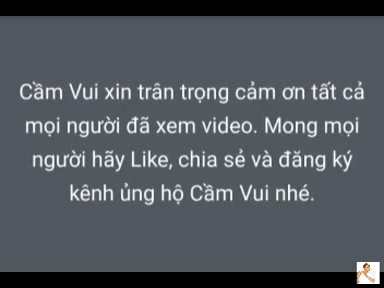 Cầm Vui xin trân trọng cảm ơn tất cả
mọi người đã xem video. Mong mọi
người hãy Like, chia sẻ và đăng ký
kênh ủng hộ Cầm Vui nhé.